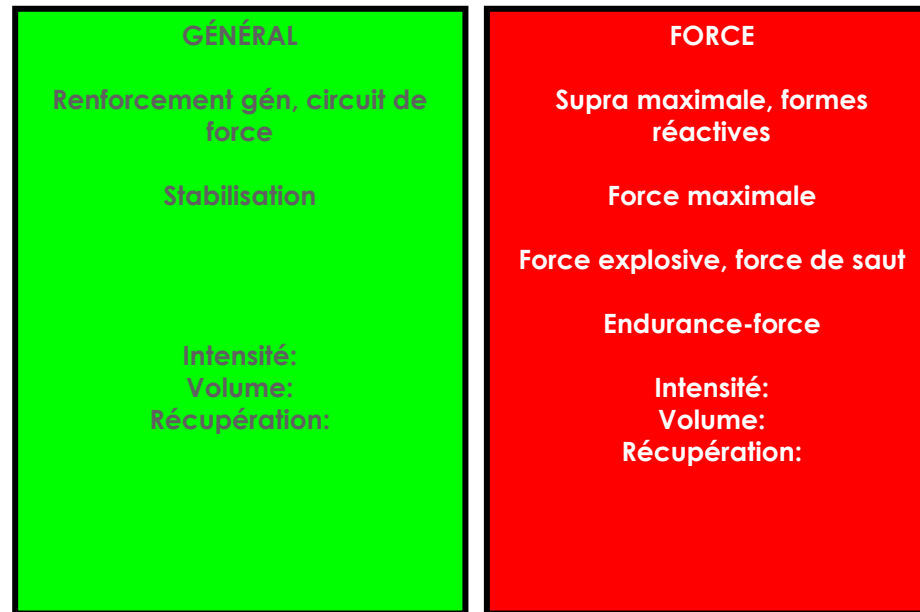 GÉNÉRAL
Renforcement gén, circuit de
force
Stabilisation
Intensité:
Volume:
Récupération:
FORCE
Supra maximale, formes
réactives
Force maximale
Force explosive, force de saut
Endurance-force
Intensité:
Volume:
Récupération: